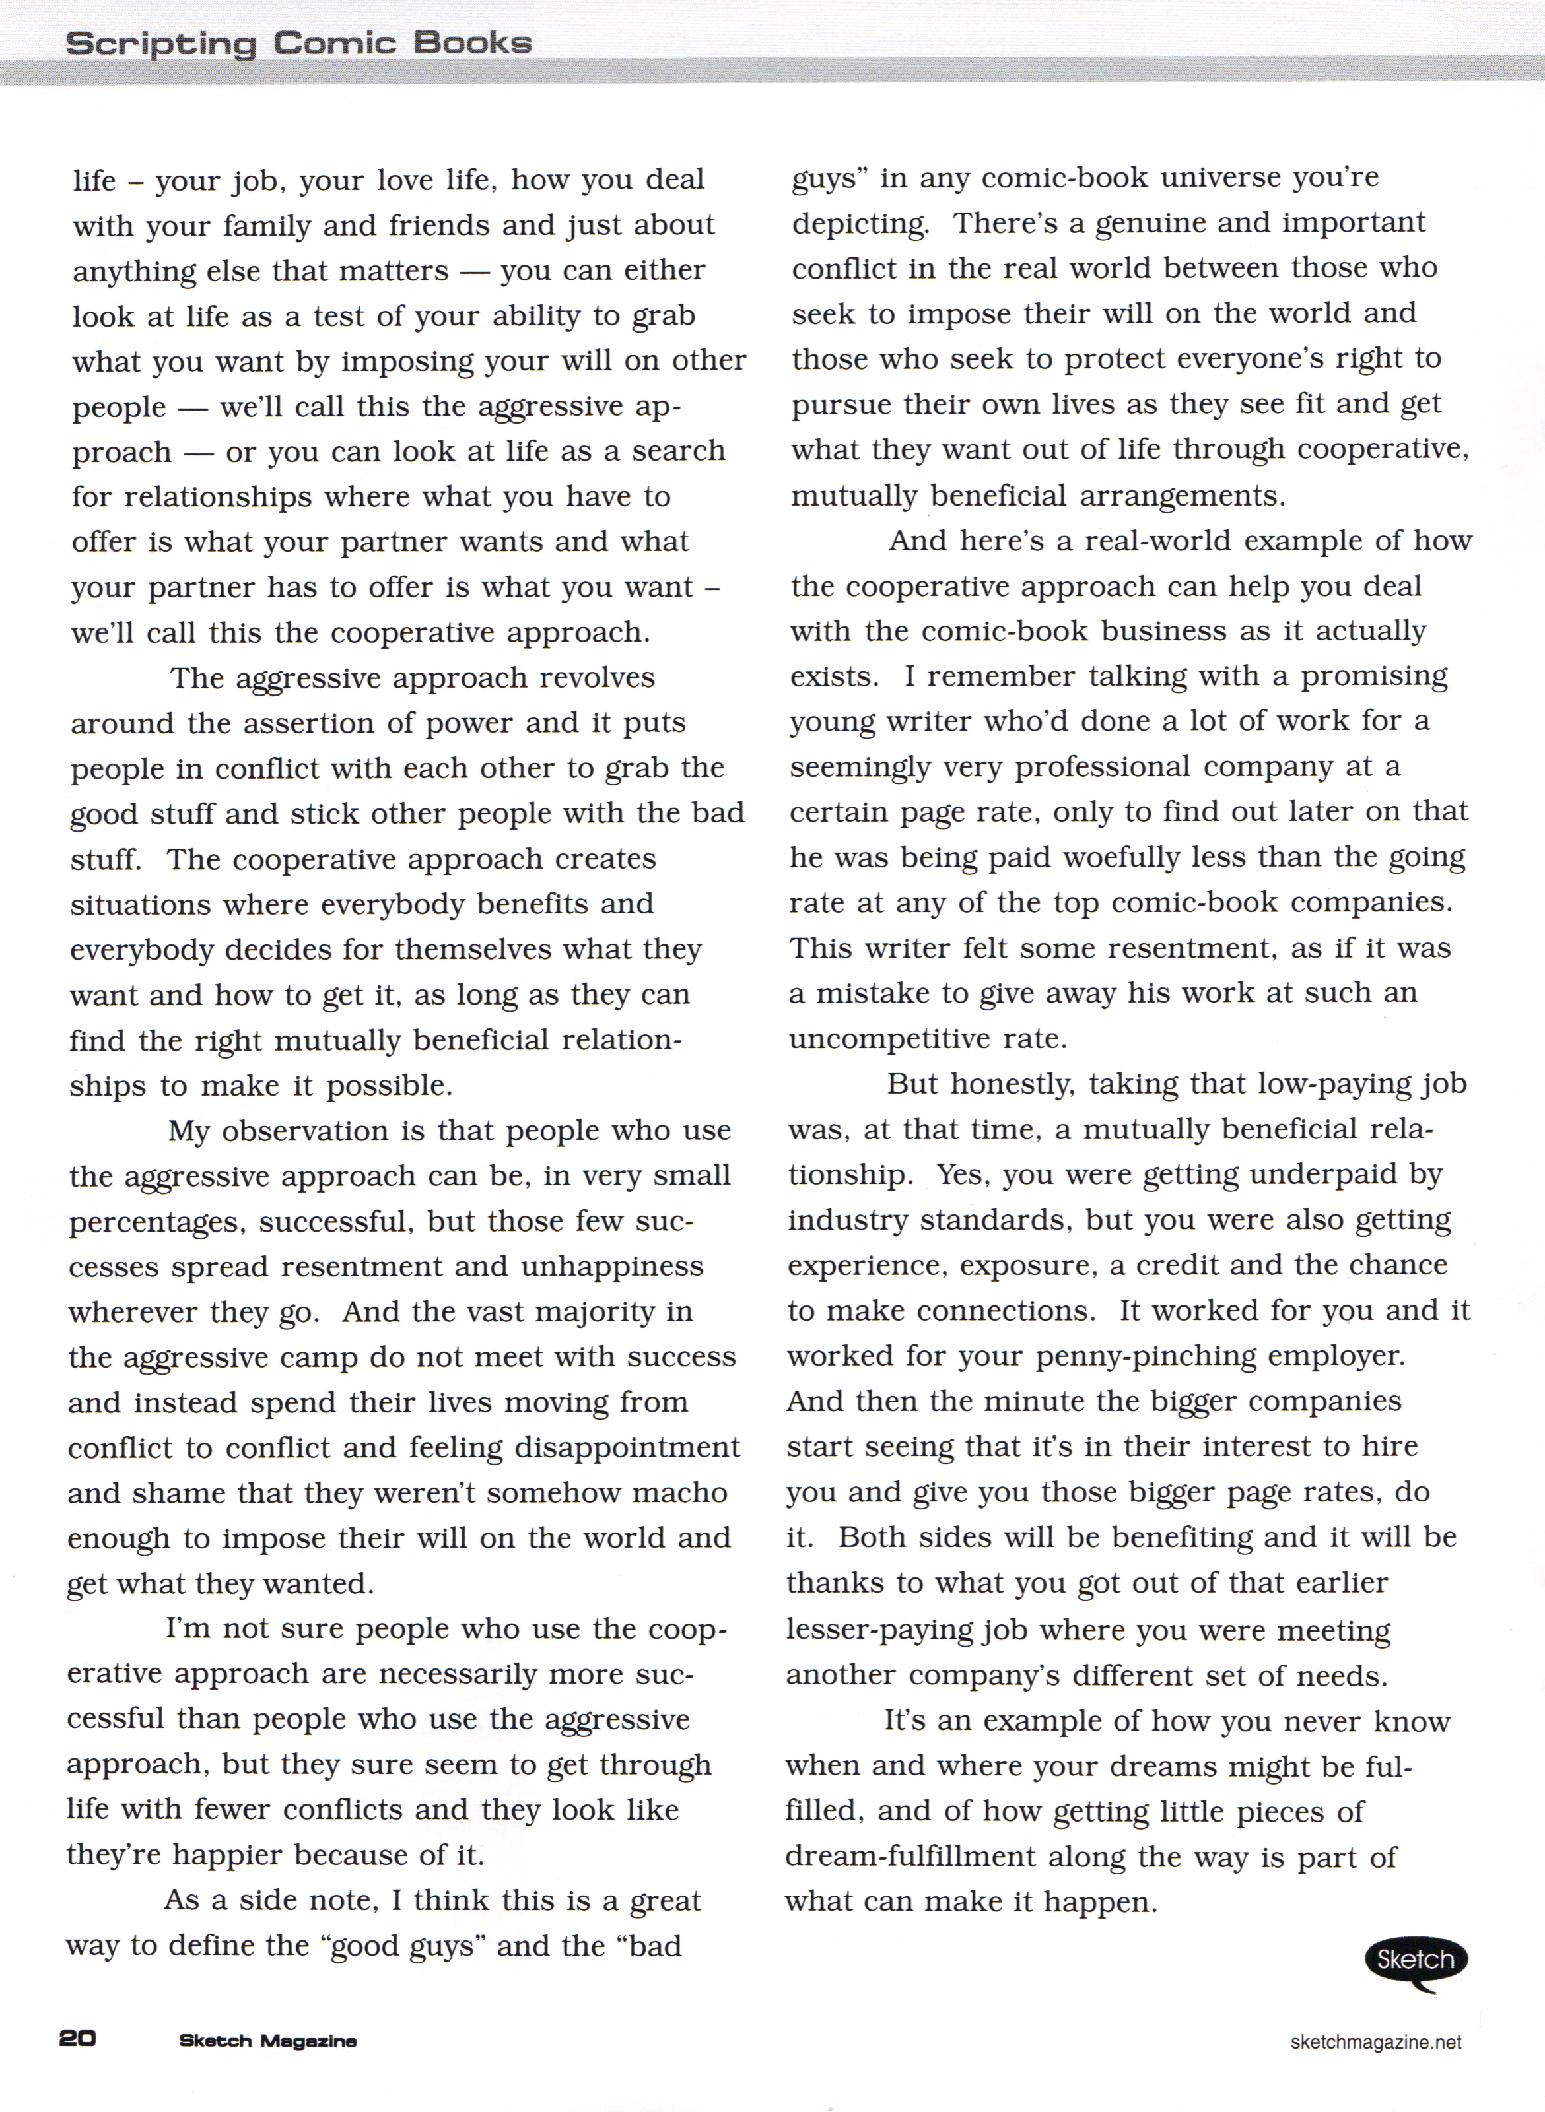 Scripting Comic Books
life – your job, your love life, how you deal
with your family and friends and just about
anything else that matters — you can either
look at life as a test of your ability to grab
what you want by imposing your will on other
people — we'll call this the aggressive ap-
proach — or you can look at life as a search
for relationships where what you have to
offer is what your partner wants and what
your partner has to offer is what you want –
we'll call this the cooperative approach.
The aggressive approach revolves
around the assertion of power and it puts
people in conflict with each other to grab the
good stuff and stick other people with the bad
stuff.  The cooperative approach creates
situations where everybody benefits and
everybody decides for themselves what they
want and how to get it, as long as they can
find the right mutually beneficial relation-
ships to make it possible.
My observation is that people who use
the aggressive approach can be, in very small
percentages, successful, but those few suc-
cesses spread resentment and unhappiness
wherever they go.  And the vast majority in
the aggressive camp do not meet with success
and instead spend their lives moving from
conflict to conflict and feeling disappointment
and shame that they weren't somehow macho
enough to impose their will on the world and
get what they wanted.
I'm not sure people who use the coop-
erative approach are necessarily more suc-
cessful than people who use the aggressive
approach, but they sure seem to get through
life with fewer conflicts and they look like
they're happier because of it.
As a side note, I think this is a great
way to define the “good guys” and the “bad
guys” in any comic-book universe you're
depicting.  There's a genuine and important
conflict in the real world between those who
seek to impose their will on the world and
those who seek to protect everyone's right to
pursue their own lives as they see fit and get
what they want out of life through cooperative,
mutually beneficial arrangements.
And here's a real-world example of how
the cooperative approach can help you deal
with the comic-book business as it actually
exists.  I remember talking with a promising
young writer who'd done a lot of work for a
seemingly very professional company at a
certain page rate, only to find out later on that
he was being paid woefully less than the going
rate at any of the top comic-book companies.
This writer felt some resentment, as if it was
a mistake to give away his work at such an
uncompetitive rate.
But honestly, taking that low-paying job
was, at that time, a mutually beneficial rela-
tionship.  Yes, you were getting underpaid by
industry standards, but you were also getting
experience, exposure, a credit and the chance
to make connections.  It worked for you and it
worked for your penny-pinching employer.
And then the minute the bigger companies
start seeing that it's in their interest to hire
you and give you those bigger page rates, do
it.  Both sides will be benefiting and it will be
thanks to what you got out of that earlier
lesser-paying job where you were meeting
another company's different set of needs.
It's an example of how you never know
when and where your dreams might be ful-
filled, and of how getting little pieces of
dream-fulfillment along the way is part of
what can make it happen.
Sketch
20 Sketch Magazine
sketchmagazine.net